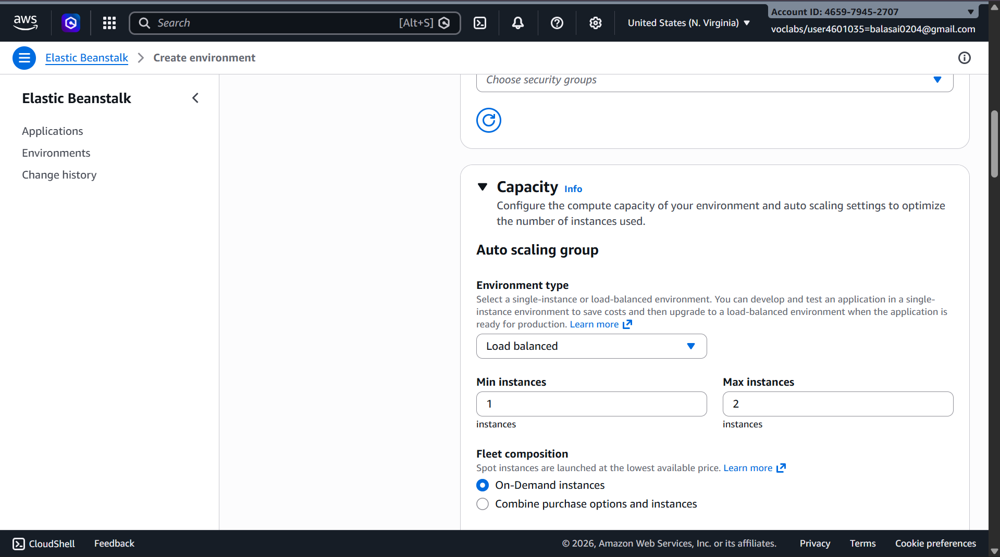 aws
Search
[Alt+S]
United States (N. Virginia)
Account ID: 4659-7945-2707
voclabs/user4601035=balasai0204@gmail.com
Elastic Beanstalk
Create environment
Elastic Beanstalk
Applications
Environments
Change history
Choose security groups
Capacity Info
Configure the compute capacity of your environment and auto scaling settings to optimize
the number of instances used.
Auto scaling group
Environment type
Select a single-instance or load-balanced environment. You can develop and test an application in a single-
instance environment to save costs and then upgrade to a load-balanced environment when the application is
ready for production. Learn more
Load balanced
Min instances
1
instances
Max instances
2
instances
Fleet composition
Spot instances are launched at the lowest available price. Learn more
On-Demand instances
Combine purchase options and instances
CloudShell
Feedback
© 2026, Amazon Web Services, Inc. or its affiliates.
Privacy
Terms
Cookie preferences